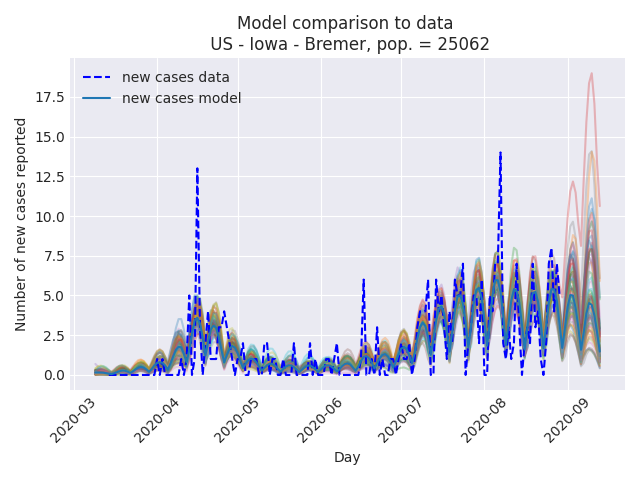 Model comparison to data
US - Iowa - Bremer, pop. = 25062
new cases data
new cases model
Number of new cases reported
17.5
15.0
12.5
10.0
7.5
5.0
2.5
0.0
2020-03
2020-04
2020-05
2020-06
2020-07
2020-08
2020-09
Day